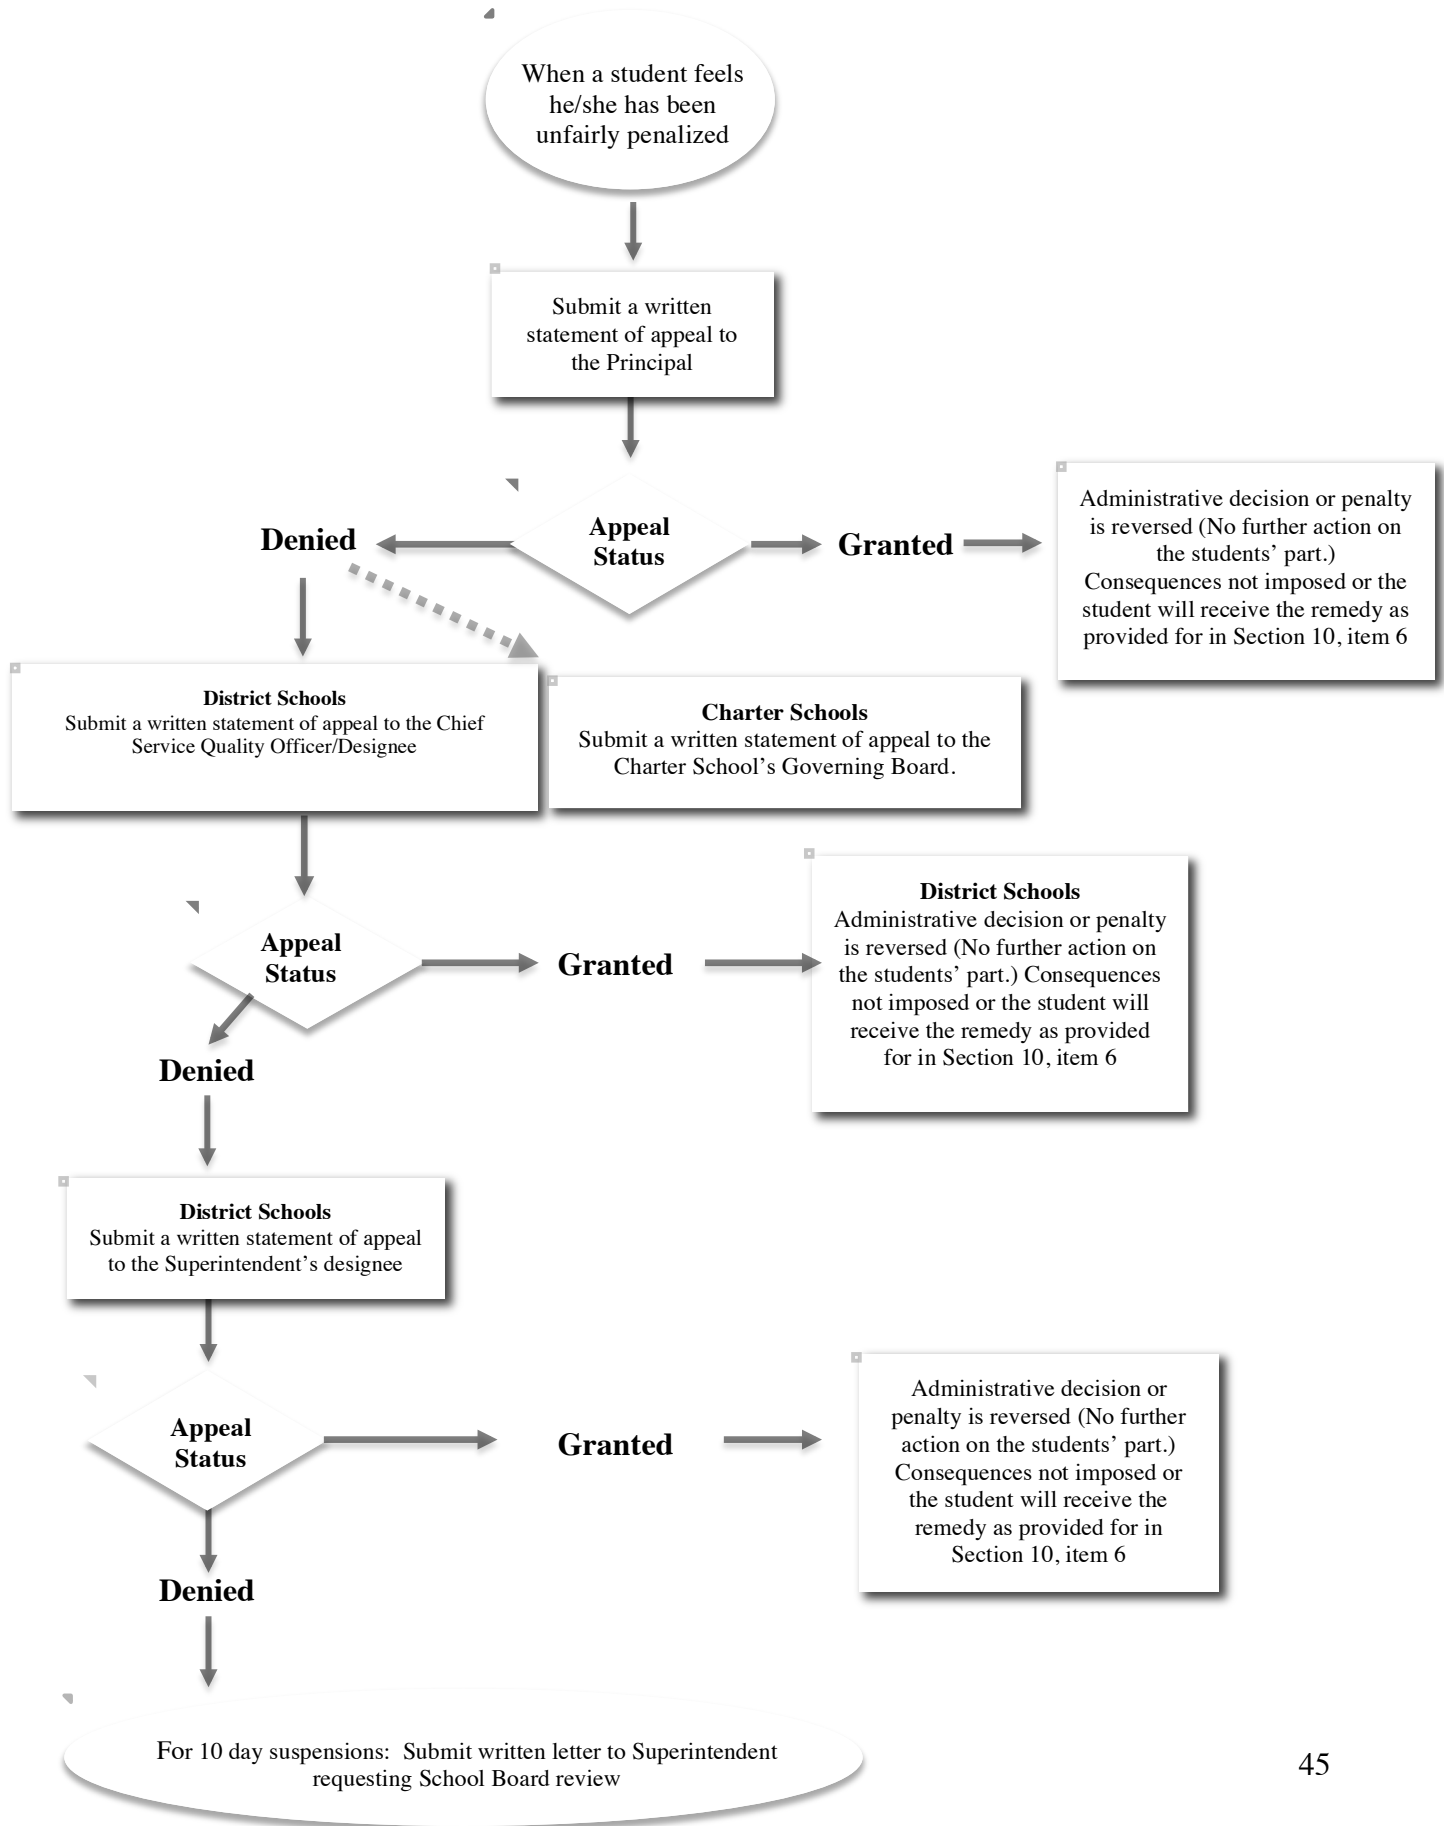 When a student feels
he/she has been
unfairly penalized
Submit a written
statement of appeal to
the Principal
Appeal
Status
Denied
Granted
Administrative decision or penalty
is reversed (No further action on
the students’ part.)
Consequences not imposed or the
student will receive the remedy as
provided for in Section 10, item 6
District Schools
Submit a written statement of appeal to the Chief
Service Quality Officer/Designee
Charter Schools
Submit a written statement of appeal to the
Charter School’s Governing Board.
Appeal
Status
Granted
District Schools
Administrative decision or penalty
is reversed (No further action on
the students’ part.) Consequences
not imposed or the student will
receive the remedy as provided
for in Section 10, item 6
Denied
District Schools
Submit a written statement of appeal
to the Superintendent’s designee
Appeal
Status
Granted
Administrative decision or
penalty is reversed (No further
action on the students’ part.)
Consequences not imposed or
the student will receive the
remedy as provided for in
Section 10, item 6
Denied
For 10 day suspensions:  Submit written letter to Superintendent
requesting School Board review
45